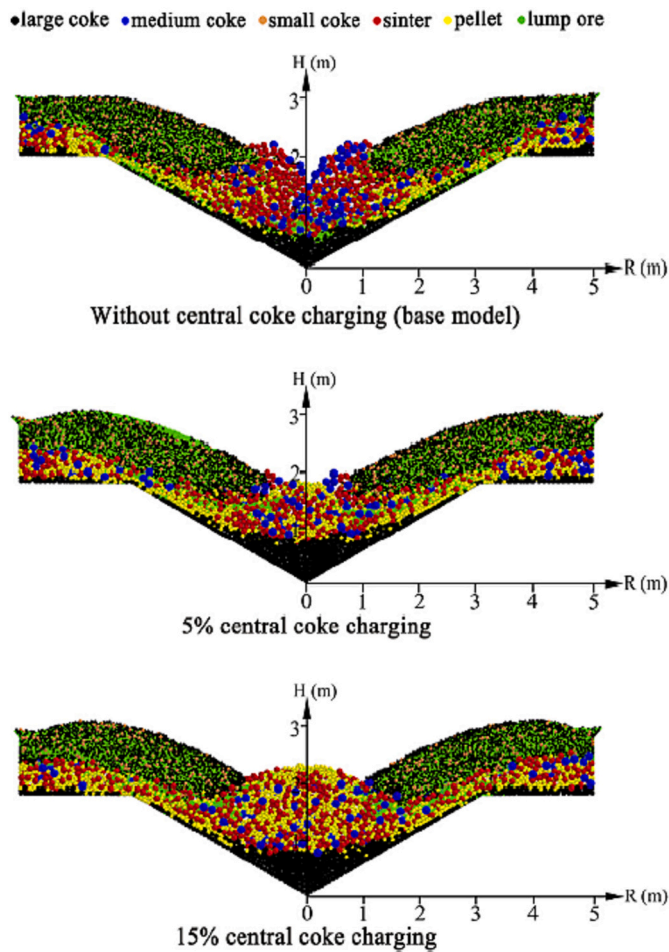 large coke medium coke small coke sinter pellet lump ore
H (m)
3
2
R (m)
0 1 2 3 4 5
Without central coke charging (base model)
H (m)
3
2
1
R (m)
0 1 2 3 4 5
5% central coke charging
H (m)
3
R (m)
0 1 2 3 4 5
15% central coke charging